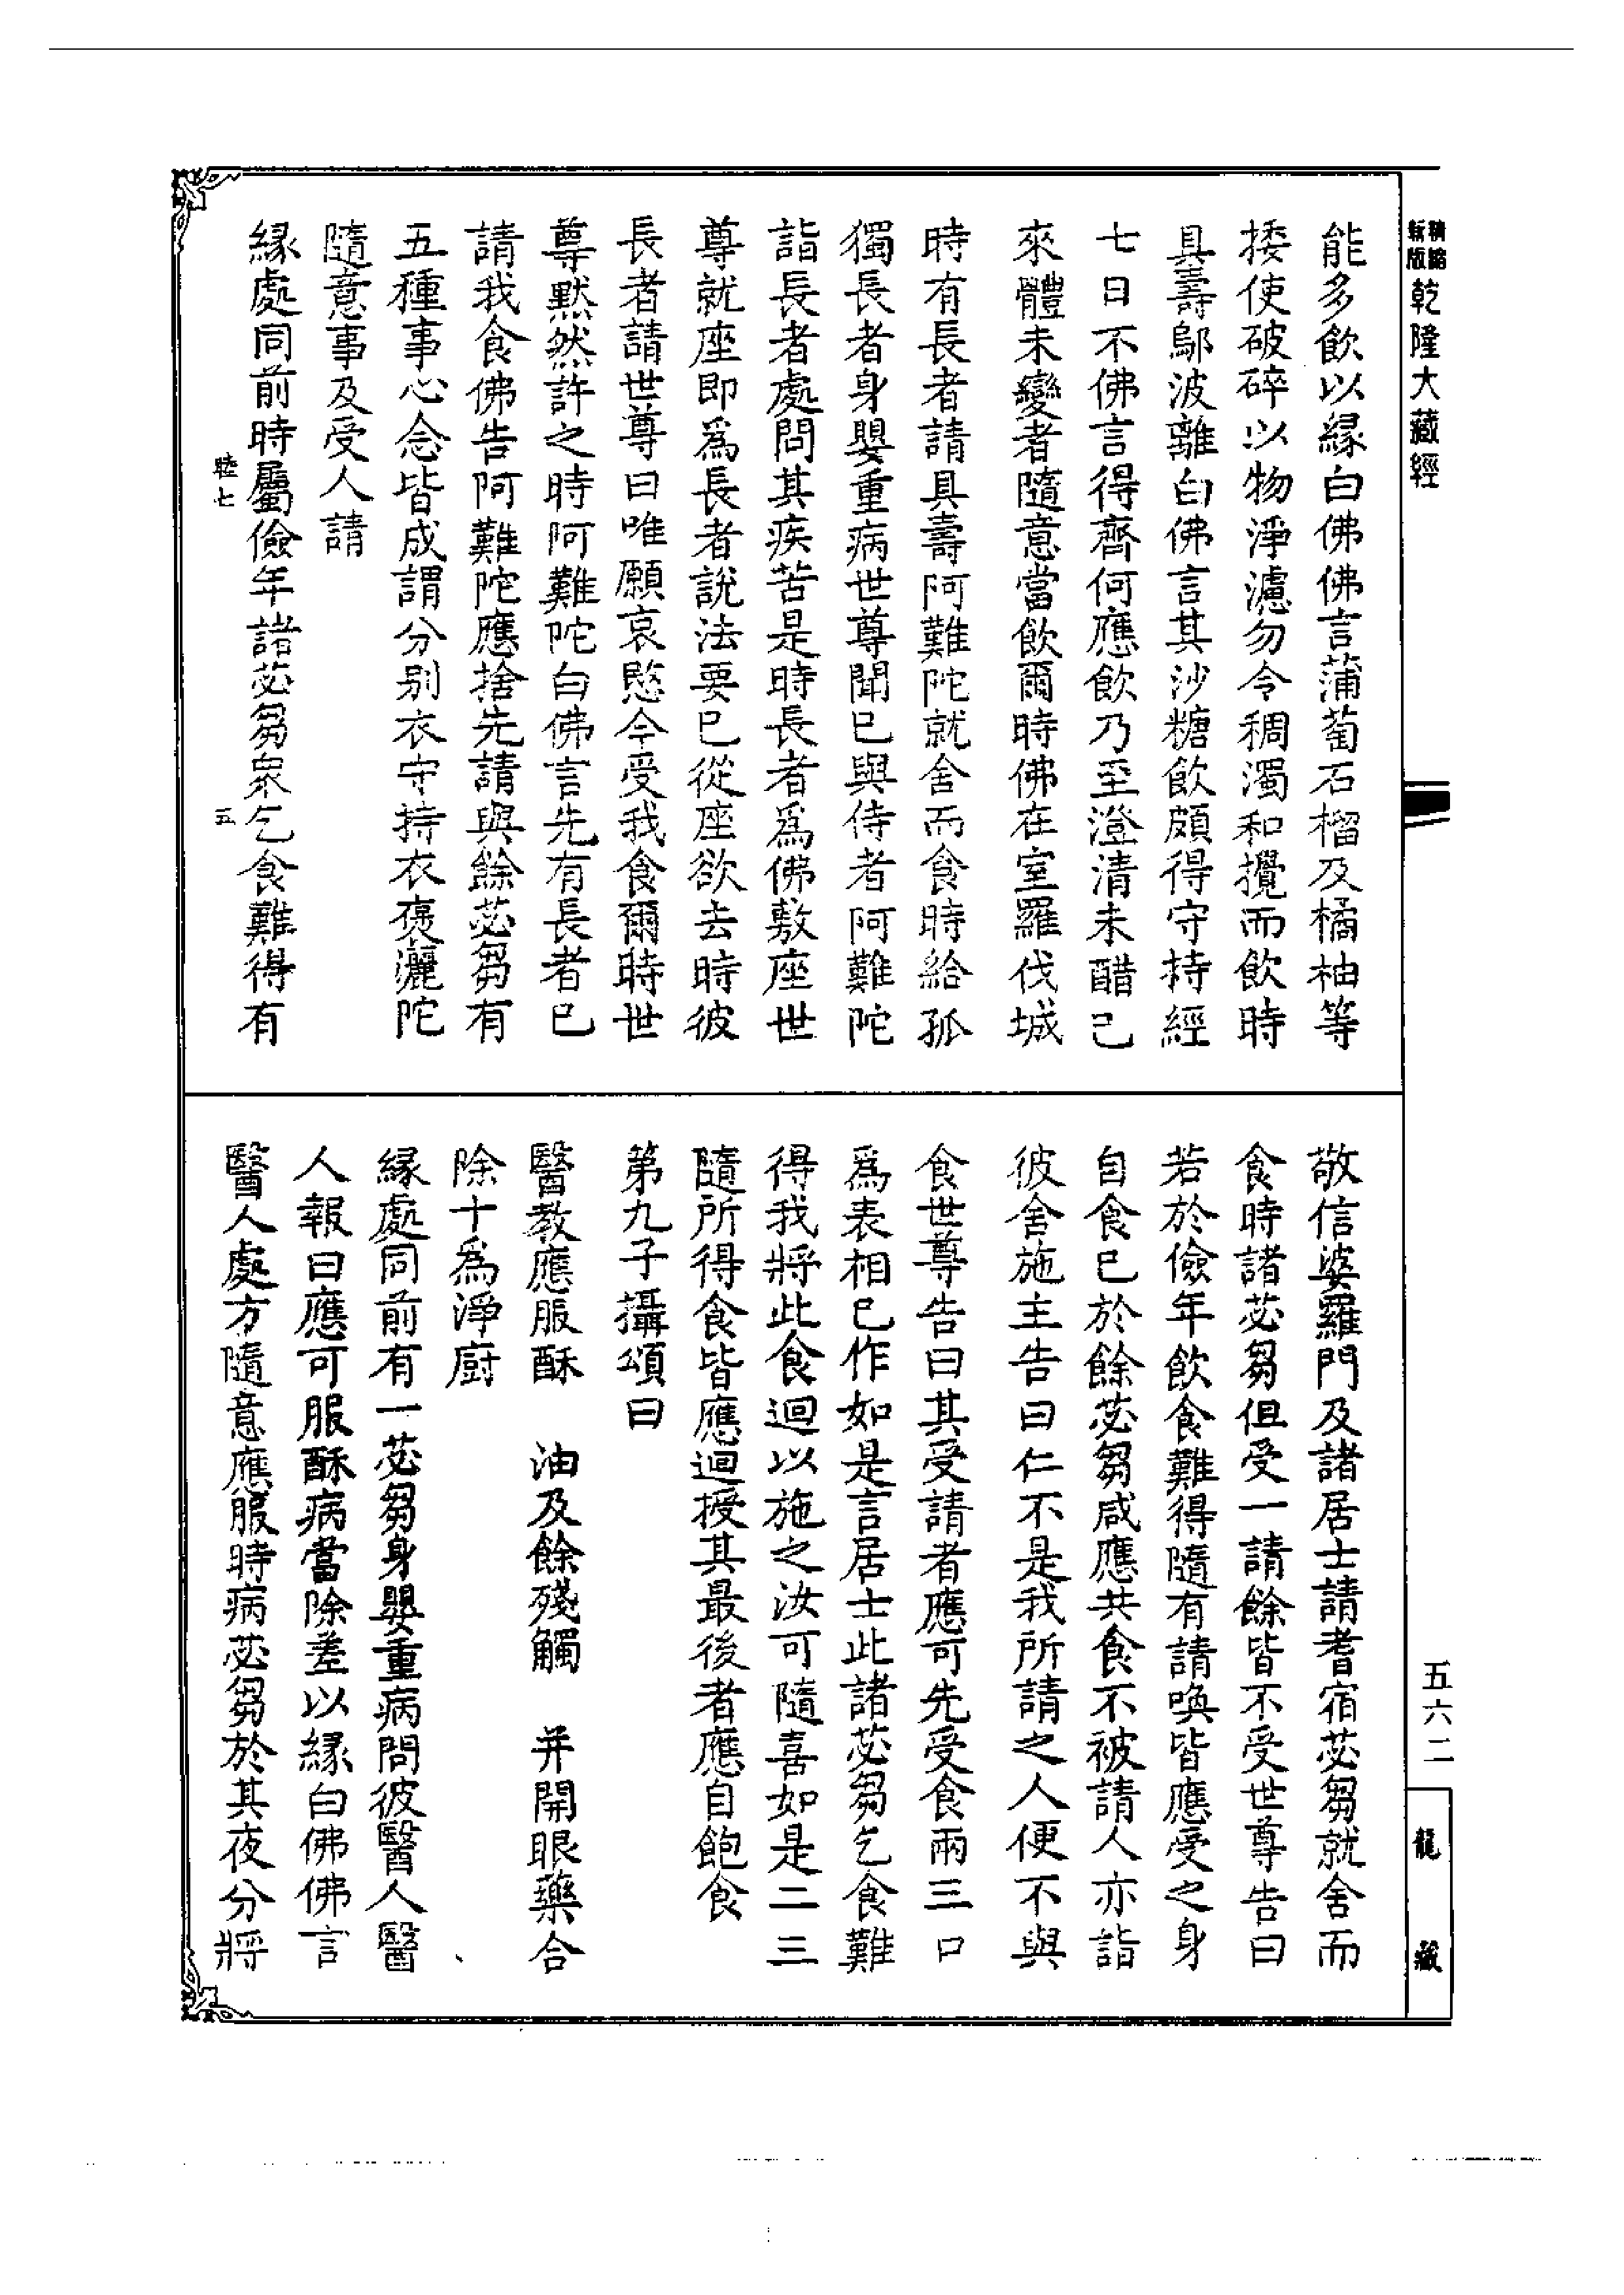 乾隆大藏經
能多飲以緣白佛佛言蒲萄石榴及橘柚等
捼使破碎以物淨濾勿令稠濁和攪而飲時
具壽鄔波離白佛言其沙糖飲頗得守持經
七日不佛言得齊何應飲乃至澄清未醋已
來體未變者隨意當飲爾時佛在室羅伐城
時有長者請具壽阿難陀就舍而食時給孤
獨長者身嬰重病世尊聞已與侍者阿難陀
詣長者處問其疾苦是時長者爲佛敷座世
尊就座即爲長者說法要已從座欲去時彼
長者請世尊曰唯願哀愍今受我食爾時世
尊黙然許之時阿難陀白佛言先有長者已
請我食佛告阿難陀應捨先請與餘苾芻有
五種事心念皆成謂分别衣守持衣褒灑陀
隨意事及受人請
緣處同前時屬儉年諸苾芻衆乞食難得有
睦七
五
敬信婆羅門及諸居士請耆宿苾芻就舍而
食時諸苾芻但受一請餘皆不受世尊告曰
若於儉年飲食難得隨有請喚皆應受之身
自食已於餘苾芻咸應共食不被請人亦詣
彼舍施主告曰仁不是我所請之人便不與
食世尊告曰其受請者應可先受食兩三口
爲表相已作如是言居士此諸苾芻乞食難
得我將此食迴以施之汝可隨喜如是二三
隨所得食皆應迴授其最後者應自飽食
第九子攝頌曰
醫教應服酥　油及餘殘觸　并開眼藥合
除十爲淨廚
緣處同前有一苾芻身嬰重病問彼醫人醫
人報曰應可服酥病當除差以緣白佛佛言
醫人處方隨意應服時病苾芻於其夜分將
五六二
龍藏